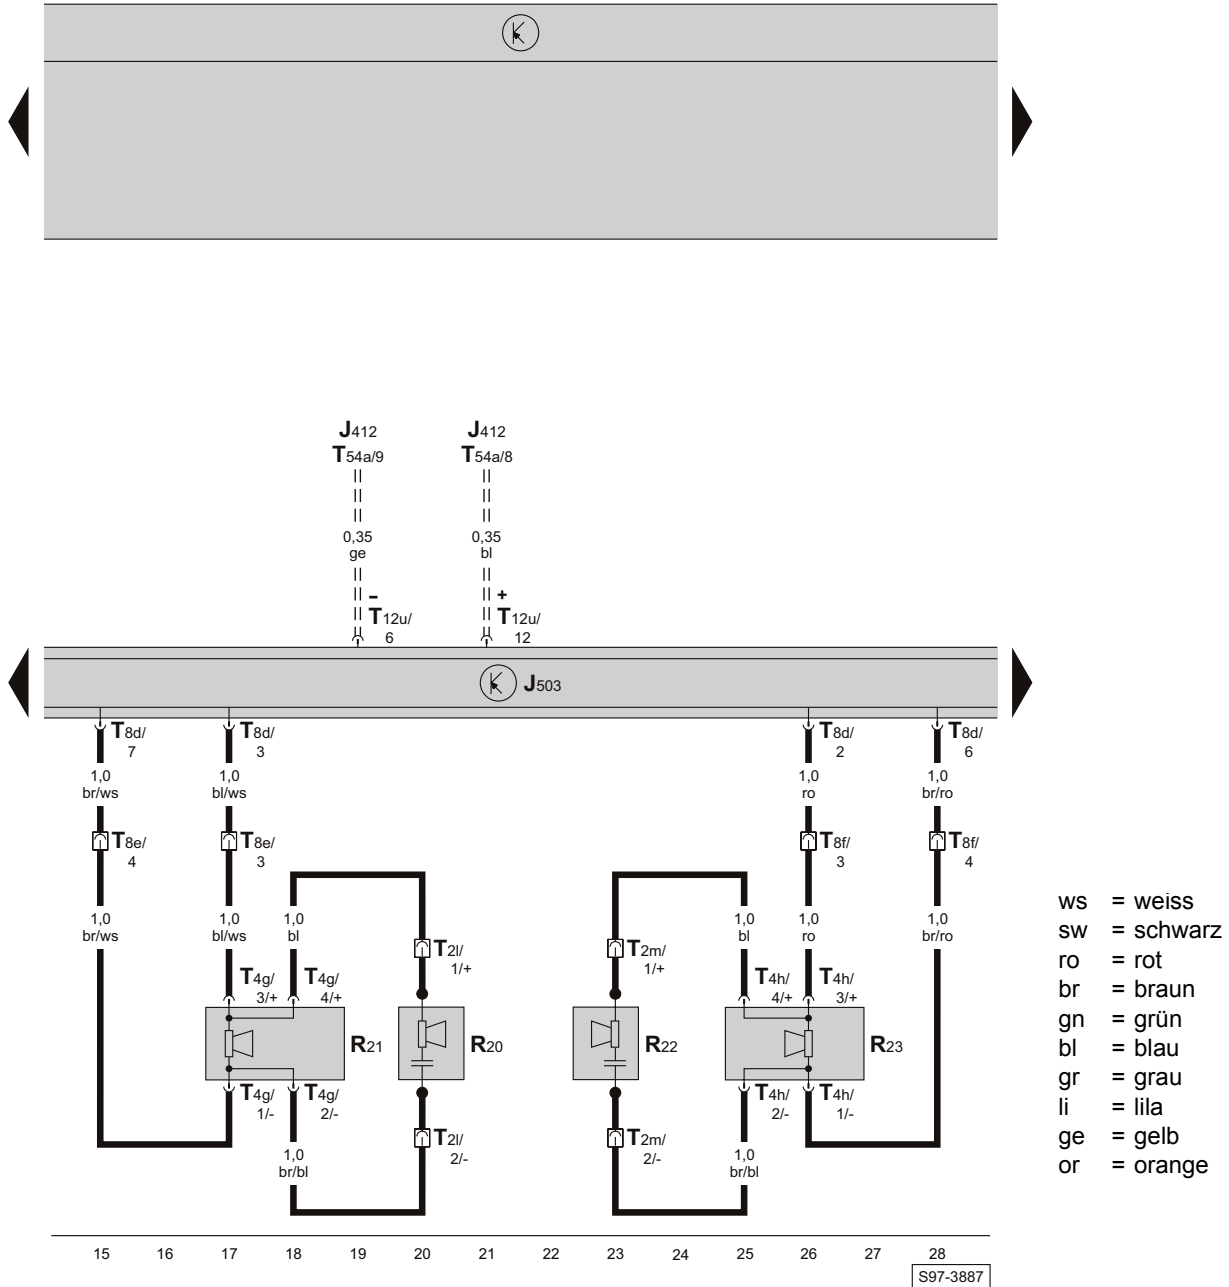 J412 J412
T54a/9 T54a/8
0,35 0,35
ge bl
- +
T12u/ T12u/
6 12
J503
T8d/ T8d/ T8d/ T8d/
7 3 2 6
1,0 1,0 1,0 1,0
br/ws bl/ws ro br/ro
T8e/ T8e/ T8f/ T8f/
4 3 3 4
1,0 1,0 1,0 1,0 1,0 1,0
br/ws bl/ws bl bl ro br/ro
T2l/ T2m/
1/+ 1/+
T4g/ T4g/ T4h/ T4h/
3/+ 4/+ 4/+ 3/+
R21 R20 R22 R23
T4g/ T4g/ T4h/ T4h/
1/- 2/- 2/- 1/-
T2l/ T2m/
2/- 2/-
1,0 1,0
br/bl br/bl
15 16 17 18 19 20 21 22 23 24 25 26 27 28
S97-3887
ws = weiss
sw = schwarz
ro = rot
br = braun
gn = grün
bl = blau
gr = grau
li = lila
ge = gelb
or = orange